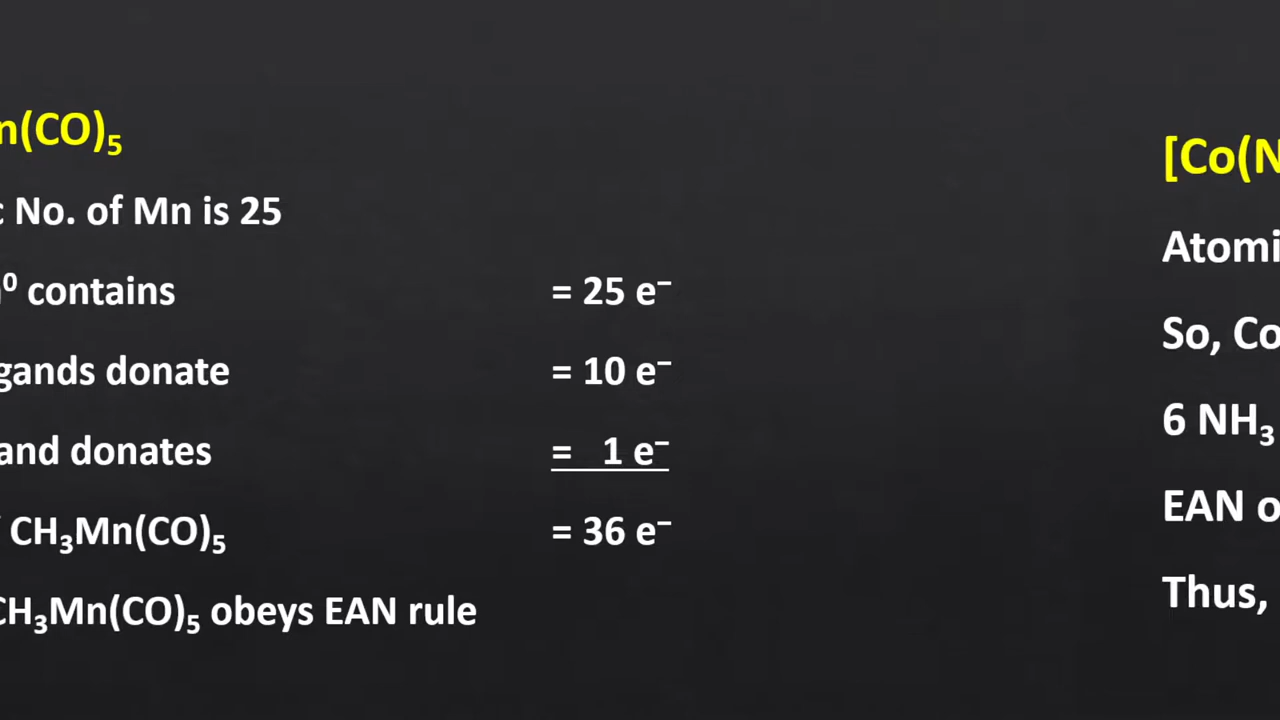 n(CO)₅
c No. of Mn is 25
⁰ contains = 25 e⁻
gands donate = 10 e⁻
and donates = 1 e⁻
CH₃Mn(CO)₅ = 36 e⁻
CH₃Mn(CO)₅ obeys EAN rule
[Co(N
Atomi
So, Co
6 NH₃
EAN o
Thus,